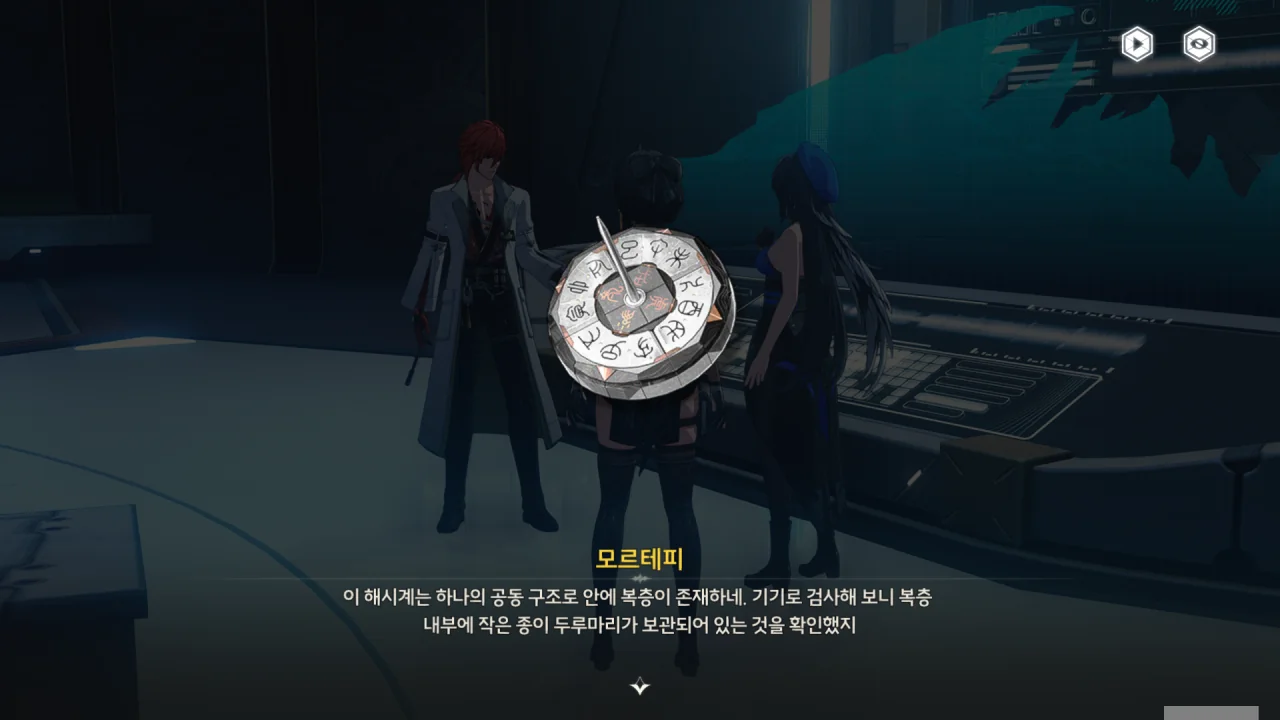 모르테피
이 해시계는 하나의 공동 구조로 안에 복층이 존재하네. 기기로 검사해 보니 복층
내부에 작은 종이 두루마리가 보관되어 있는 것을 확인했지